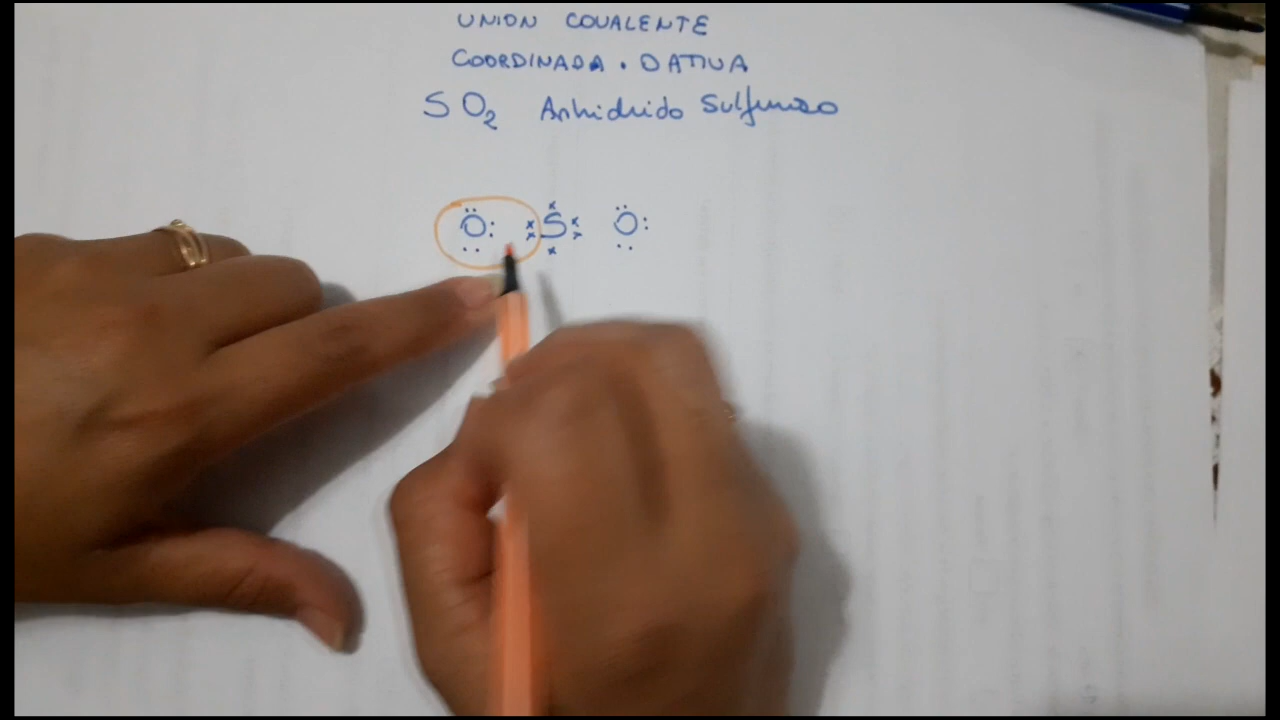 UNION COVALENTE
COORDINADA. DATIVA
SO2 Anhidrido Sulfuroso
O S O